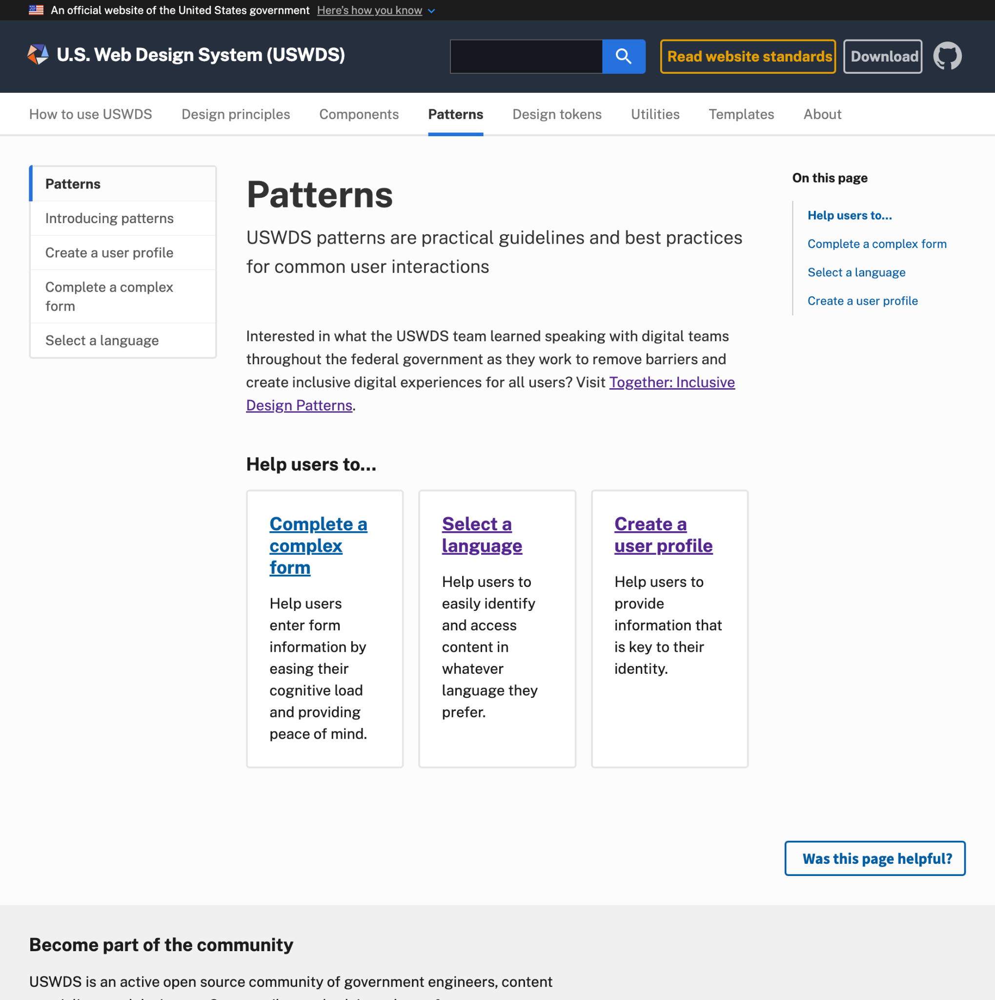 An official website of the United States government Here’s how you know
U.S. Web Design System (USWDS)
Read website standards
Download
How to use USWDS
Design principles
Components
Patterns
Design tokens
Utilities
Templates
About
Patterns
Introducing patterns
Create a user profile
Complete a complex
form
Select a language
Patterns
USWDS patterns are practical guidelines and best practices
for common user interactions
Interested in what the USWDS team learned speaking with digital teams
throughout the federal government as they work to remove barriers and
create inclusive digital experiences for all users? Visit Together: Inclusive
Design Patterns.
Help users to...
Complete a
complex
form
Help users
enter form
information by
easing their
cognitive load
and providing
peace of mind.
Select a
language
Help users to
easily identify
and access
content in
whatever
language they
prefer.
Create a
user profile
Help users to
provide
information that
is key to their
identity.
On this page
Help users to...
Complete a complex form
Select a language
Create a user profile
Was this page helpful?
Become part of the community
USWDS is an active open source community of government engineers, content